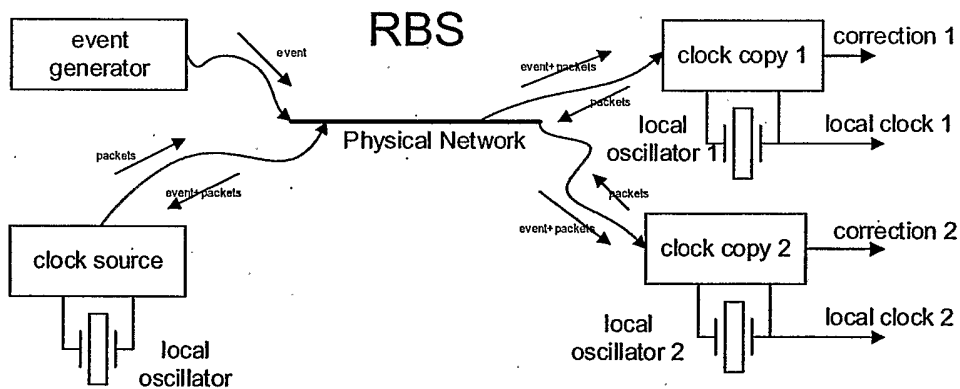 RBS
event
generator
event
event+packets
packets
clock copy 1
correction 1
local
oscillator 1
local clock 1
Physical Network
packets
event+packets
clock source
local
oscillator
packets
event+packets
clock copy 2
correction 2
local
oscillator 2
local clock 2